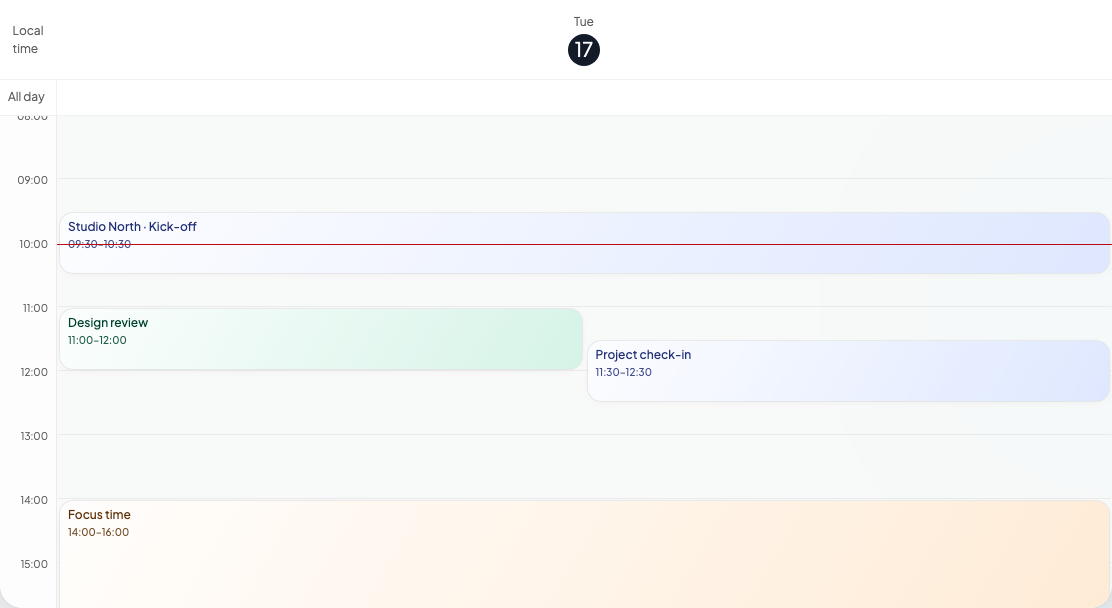 Local
time
Tue
17
All day
08:00
09:00
Studio North · Kick-off
09:30–10:30
10:00
11:00
Design review
11:00–12:00
Project check-in
11:30–12:30
12:00
13:00
14:00
Focus time
14:00–16:00
15:00